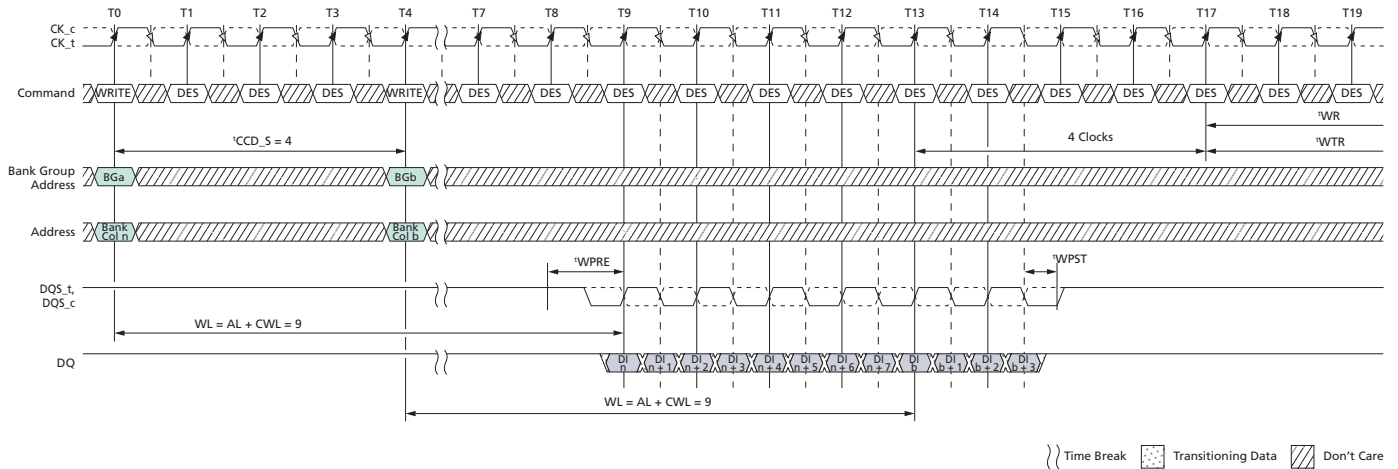 T0 T1 T2 T3 T4 T7 T8 T9 T10 T11 T12 T13 T14 T15 T16 T17 T18 T19
CK_c
CK_t
Command WRITE DES DES DES WRITE DES DES DES DES DES DES DES DES DES DES DES DES DES
tWR
tCCD_S = 4 4 Clocks tWTR
Bank Group
Address BGa BGb
Address Bank
Col n Bank
Col b
tWPRE tWPST
DQS_t,
DQS_c
WL = AL + CWL = 9
DQ DI
n DI
n + 1 DI
n + 2 DI
n + 3 DI
n + 4 DI
n + 5 DI
n + 6 DI
n + 7 DI
b DI
b + 1 DI
b + 2 DI
b + 3
WL = AL + CWL = 9
Time Break Transitioning Data Don't Care